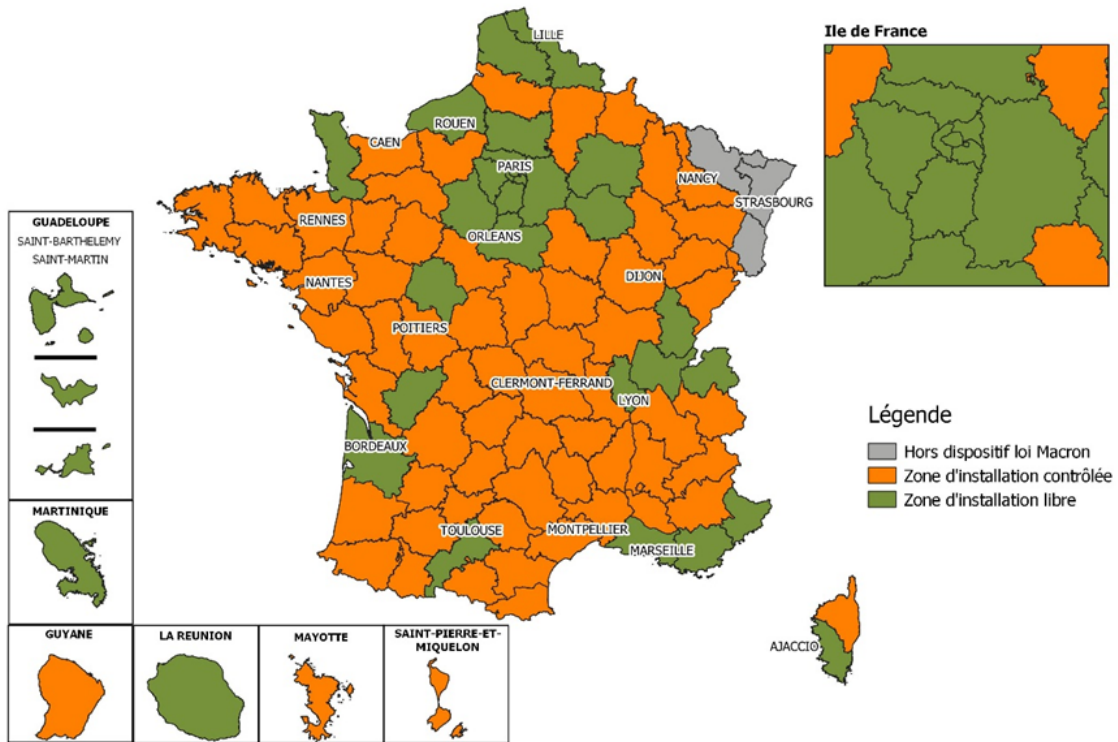 LILLE
Ile de France
ROUEN
CAEN
PARIS
NANCY
STRASBOURG
RENNES
ORLEANS
GUADELOUPE
SAINT-BARTHELEMY
SAINT-MARTIN
NANTES
DIJON
POITIERS
CLERMONT-FERRAND
LYON
BORDEAUX
Légende
Hors dispositif loi Macron
Zone d'installation contrôlée
Zone d'installation libre
MARTINIQUE
TOULOUSE
MONTPELLIER
MARSEILLE
AJACCIO
GUYANE
LA REUNION
MAYOTTE
SAINT-PIERRE-ET-
MIQUELON